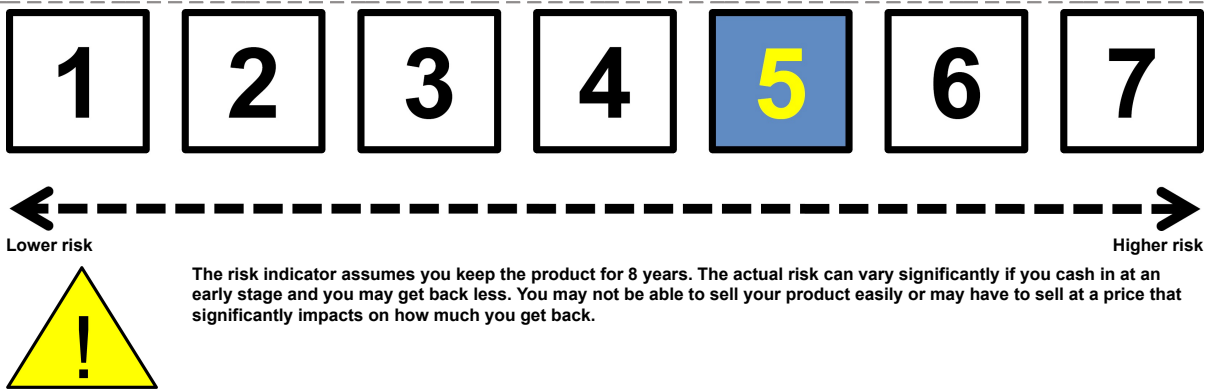 1 2 3 4 5 6 7
Lower risk Higher risk
The risk indicator assumes you keep the product for 8 years. The actual risk can vary significantly if you cash in at an
early stage and you may get back less. You may not be able to sell your product easily or may have to sell at a price that
significantly impacts on how much you get back.
!